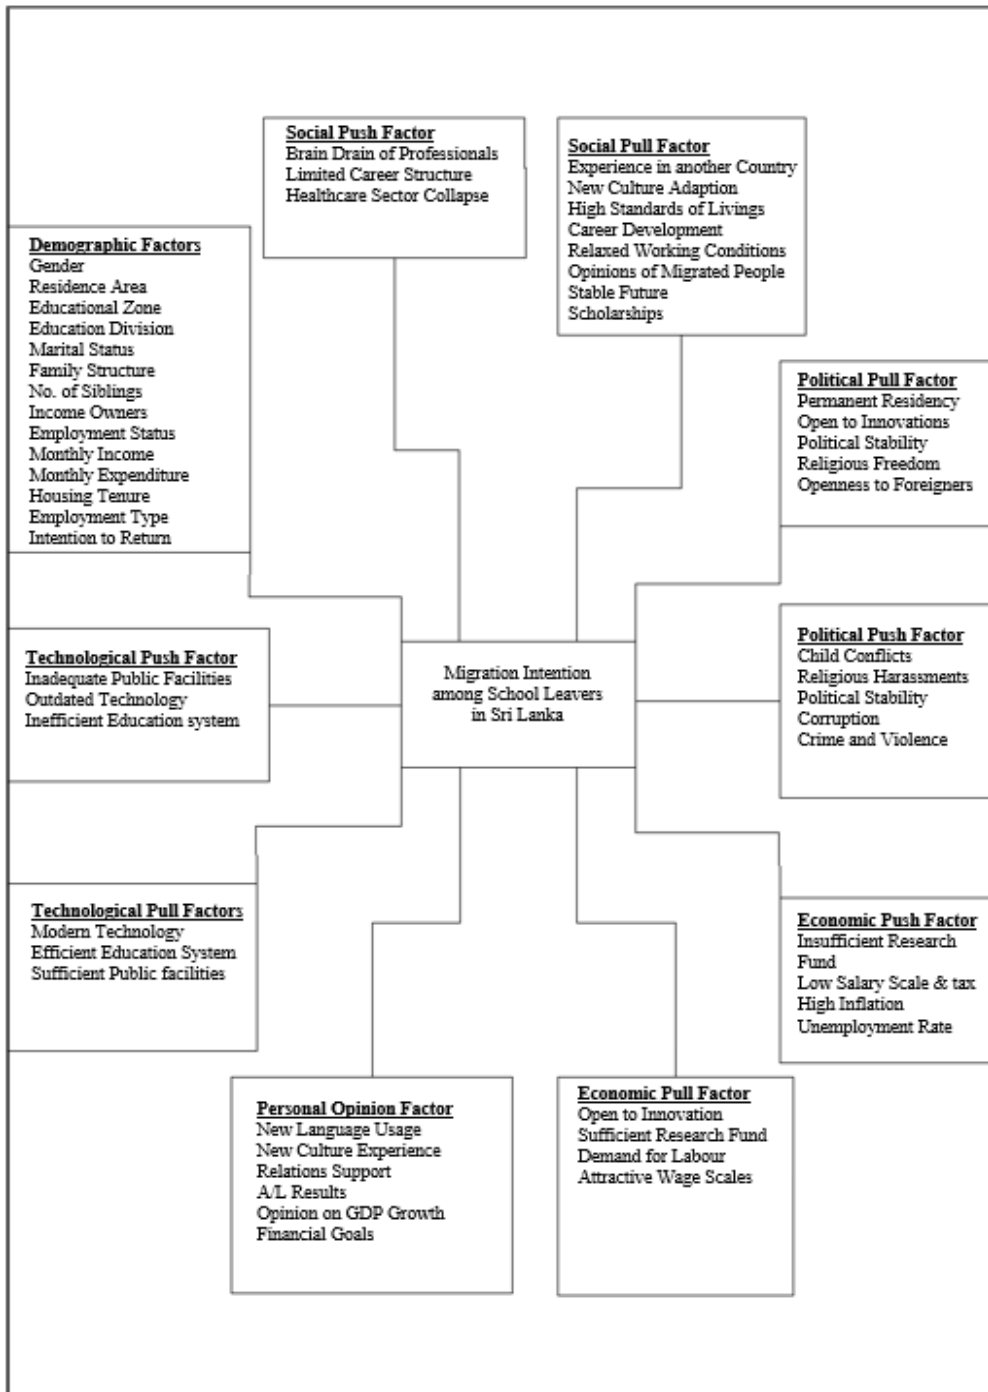 Social Push Factor
Brain Drain of Professionals
Limited Career Structure
Healthcare Sector Collapse
Social Pull Factor
Experience in another Country
New Culture Adaption
High Standards of Livings
Career Development
Relaxed Working Conditions
Opinions of Migrated People
Stable Future
Scholarships
Demographic Factors
Gender
Residence Area
Educational Zone
Education Division
Marital Status
Family Structure
No. of Siblings
Income Owners
Employment Status
Monthly Income
Monthly Expenditure
Housing Tenure
Employment Type
Intention to Return
Political Pull Factor
Permanent Residency
Open to Innovations
Political Stability
Religious Freedom
Openness to Foreigners
Technological Push Factor
Inadequate Public Facilities
Outdated Technology
Inefficient Education system
Migration Intention
among School Leavers
in Sri Lanka
Political Push Factor
Child Conflicts
Religious Harassments
Political Stability
Corruption
Crime and Violence
Technological Pull Factors
Modern Technology
Efficient Education System
Sufficient Public facilities
Economic Push Factor
Insufficient Research
Fund
Low Salary Scale & tax
High Inflation
Unemployment Rate
Personal Opinion Factor
New Language Usage
New Culture Experience
Relations Support
A/L Results
Opinion on GDP Growth
Financial Goals
Economic Pull Factor
Open to Innovation
Sufficient Research Fund
Demand for Labour
Attractive Wage Scales